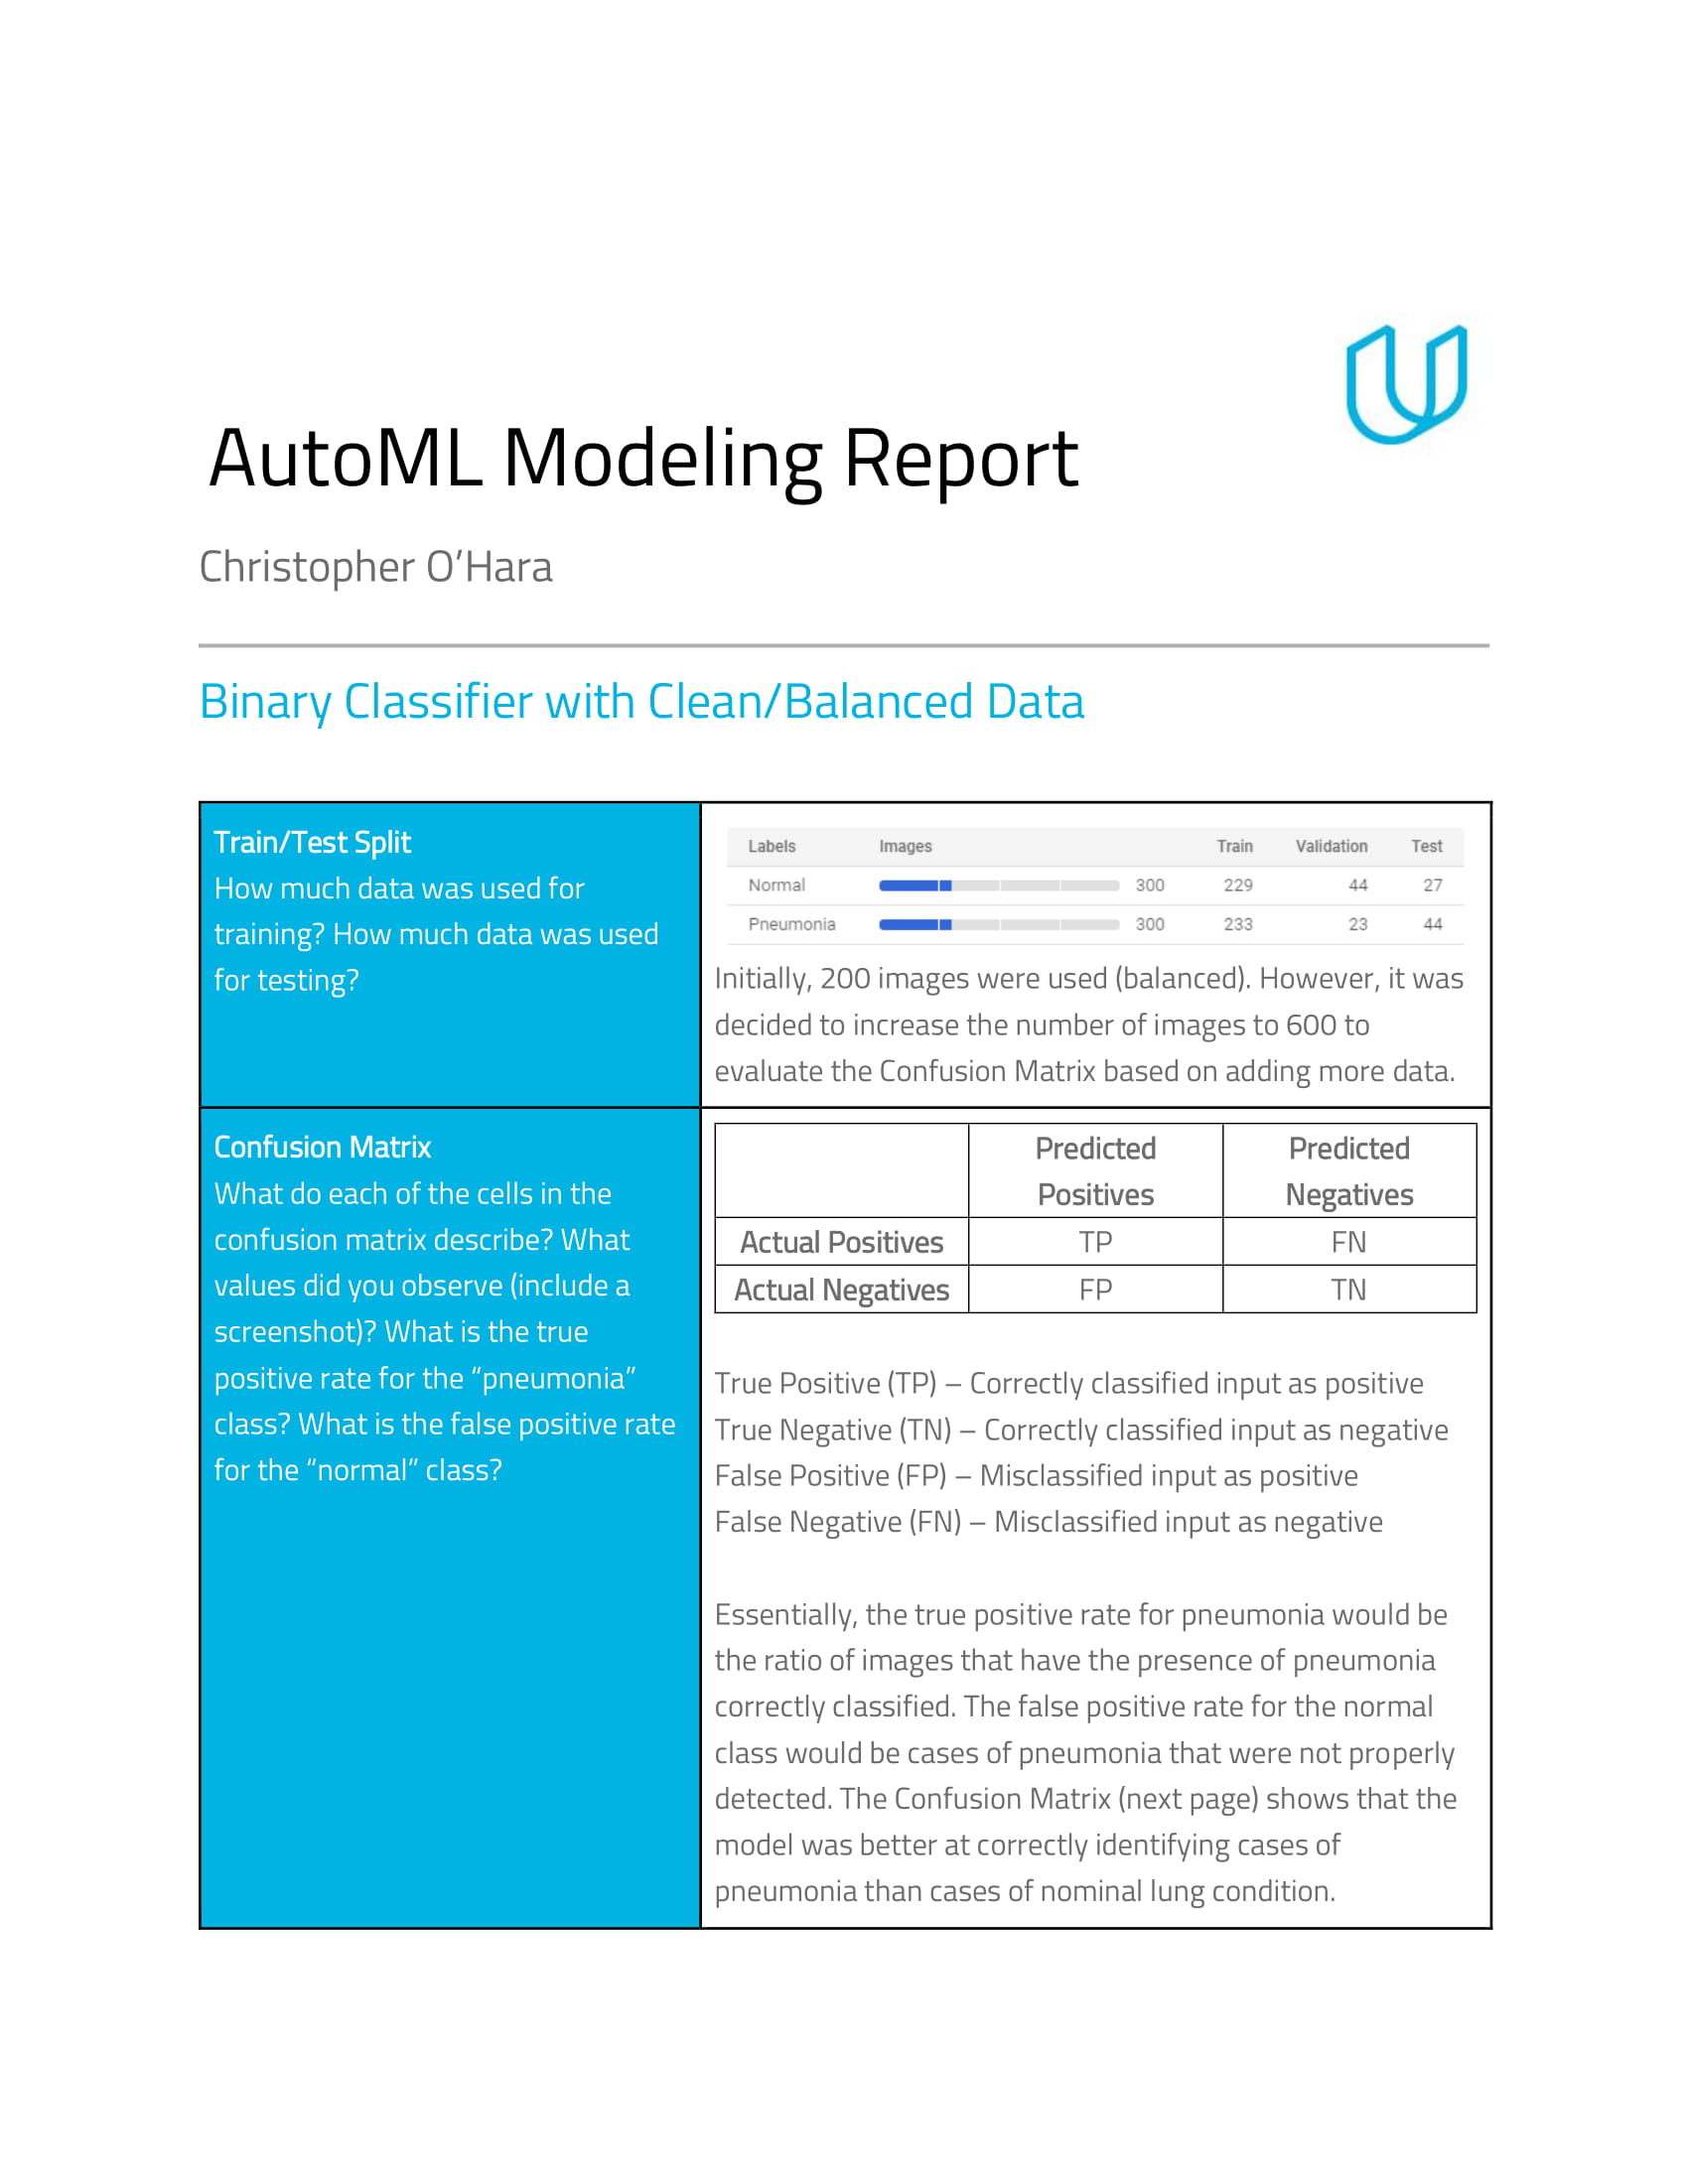 AutoML Modeling Report
Christopher O’Hara
Binary Classifier with Clean/Balanced Data
Train/Test Split
How much data was used for
training? How much data was used
for testing?
Labels Images Train Validation Test
Normal 300 229 44 27
Pneumonia 300 233 23 44
Initially, 200 images were used (balanced). However, it was
decided to increase the number of images to 600 to
evaluate the Confusion Matrix based on adding more data.
Confusion Matrix
What do each of the cells in the
confusion matrix describe? What
values did you observe (include a
screenshot)? What is the true
positive rate for the “pneumonia”
class? What is the false positive rate
for the “normal” class?
Predicted
Positives
Predicted
Negatives
Actual Positives TP FN
Actual Negatives FP TN
True Positive (TP) – Correctly classified input as positive
True Negative (TN) – Correctly classified input as negative
False Positive (FP) – Misclassified input as positive
False Negative (FN) – Misclassified input as negative
Essentially, the true positive rate for pneumonia would be
the ratio of images that have the presence of pneumonia
correctly classified. The false positive rate for the normal
class would be cases of pneumonia that were not properly
detected. The Confusion Matrix (next page) shows that the
model was better at correctly identifying cases of
pneumonia than cases of nominal lung condition.